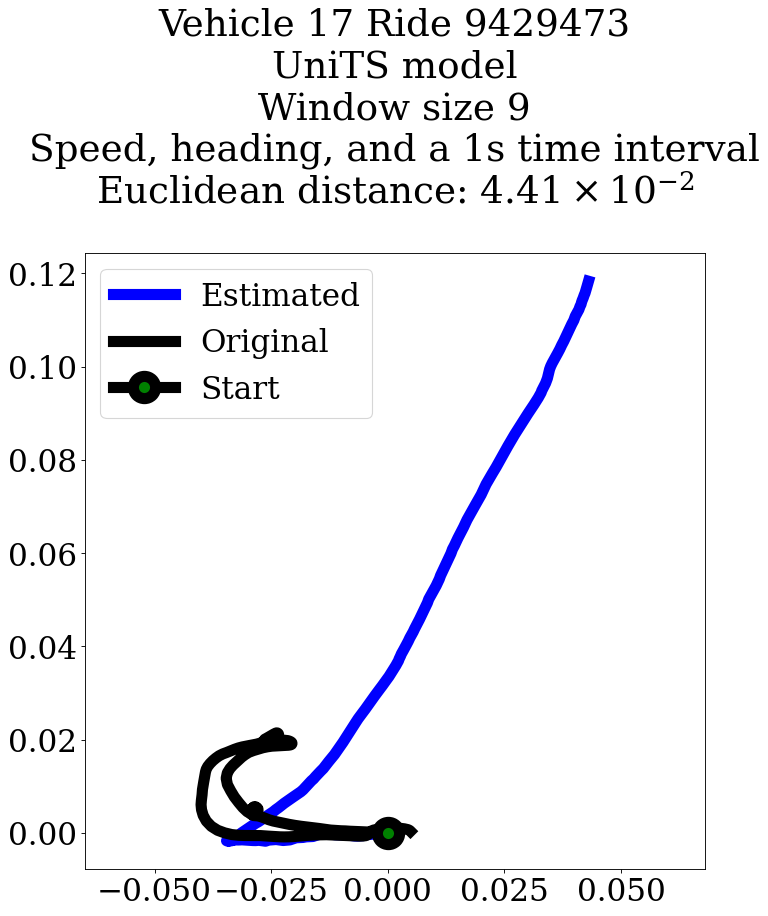 Vehicle 17 Ride 9429473
UniTS model
Window size 9
Speed, heading, and a 1s time interval
Euclidean distance: 4.41 × 10⁻²
Estimated
Original
Start
0.12
0.10
0.08
0.06
0.04
0.02
0.00
−0.050 −0.025 0.000 0.025 0.050